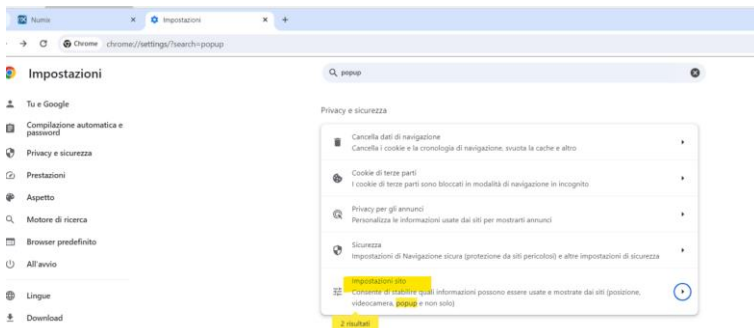 Numix
Impostazioni
Chrome
chrome://settings/?search=popup
Impostazioni
popup
Tu e Google
Compilazione automatica e
password
Privacy e sicurezza
Prestazioni
Aspetto
Motore di ricerca
Browser predefinito
All'avvio
Lingue
Download
Privacy e sicurezza
Cancella dati di navigazione
Cancella i cookie e la cronologia di navigazione, svuota la cache e altro
Cookie di terze parti
I cookie di terze parti sono bloccati in modalità di navigazione in incognito
Privacy per gli annunci
Personalizza le informazioni usate dai siti per mostrarti annunci
Sicurezza
Impostazioni di Navigazione sicura (protezione da siti pericolosi) e altre impostazioni di sicurezza
Impostazioni sito
Consente di stabilire quali informazioni possono essere usate e mostrate dai siti (posizione,
videocamera, popup e non solo)
2 risultati